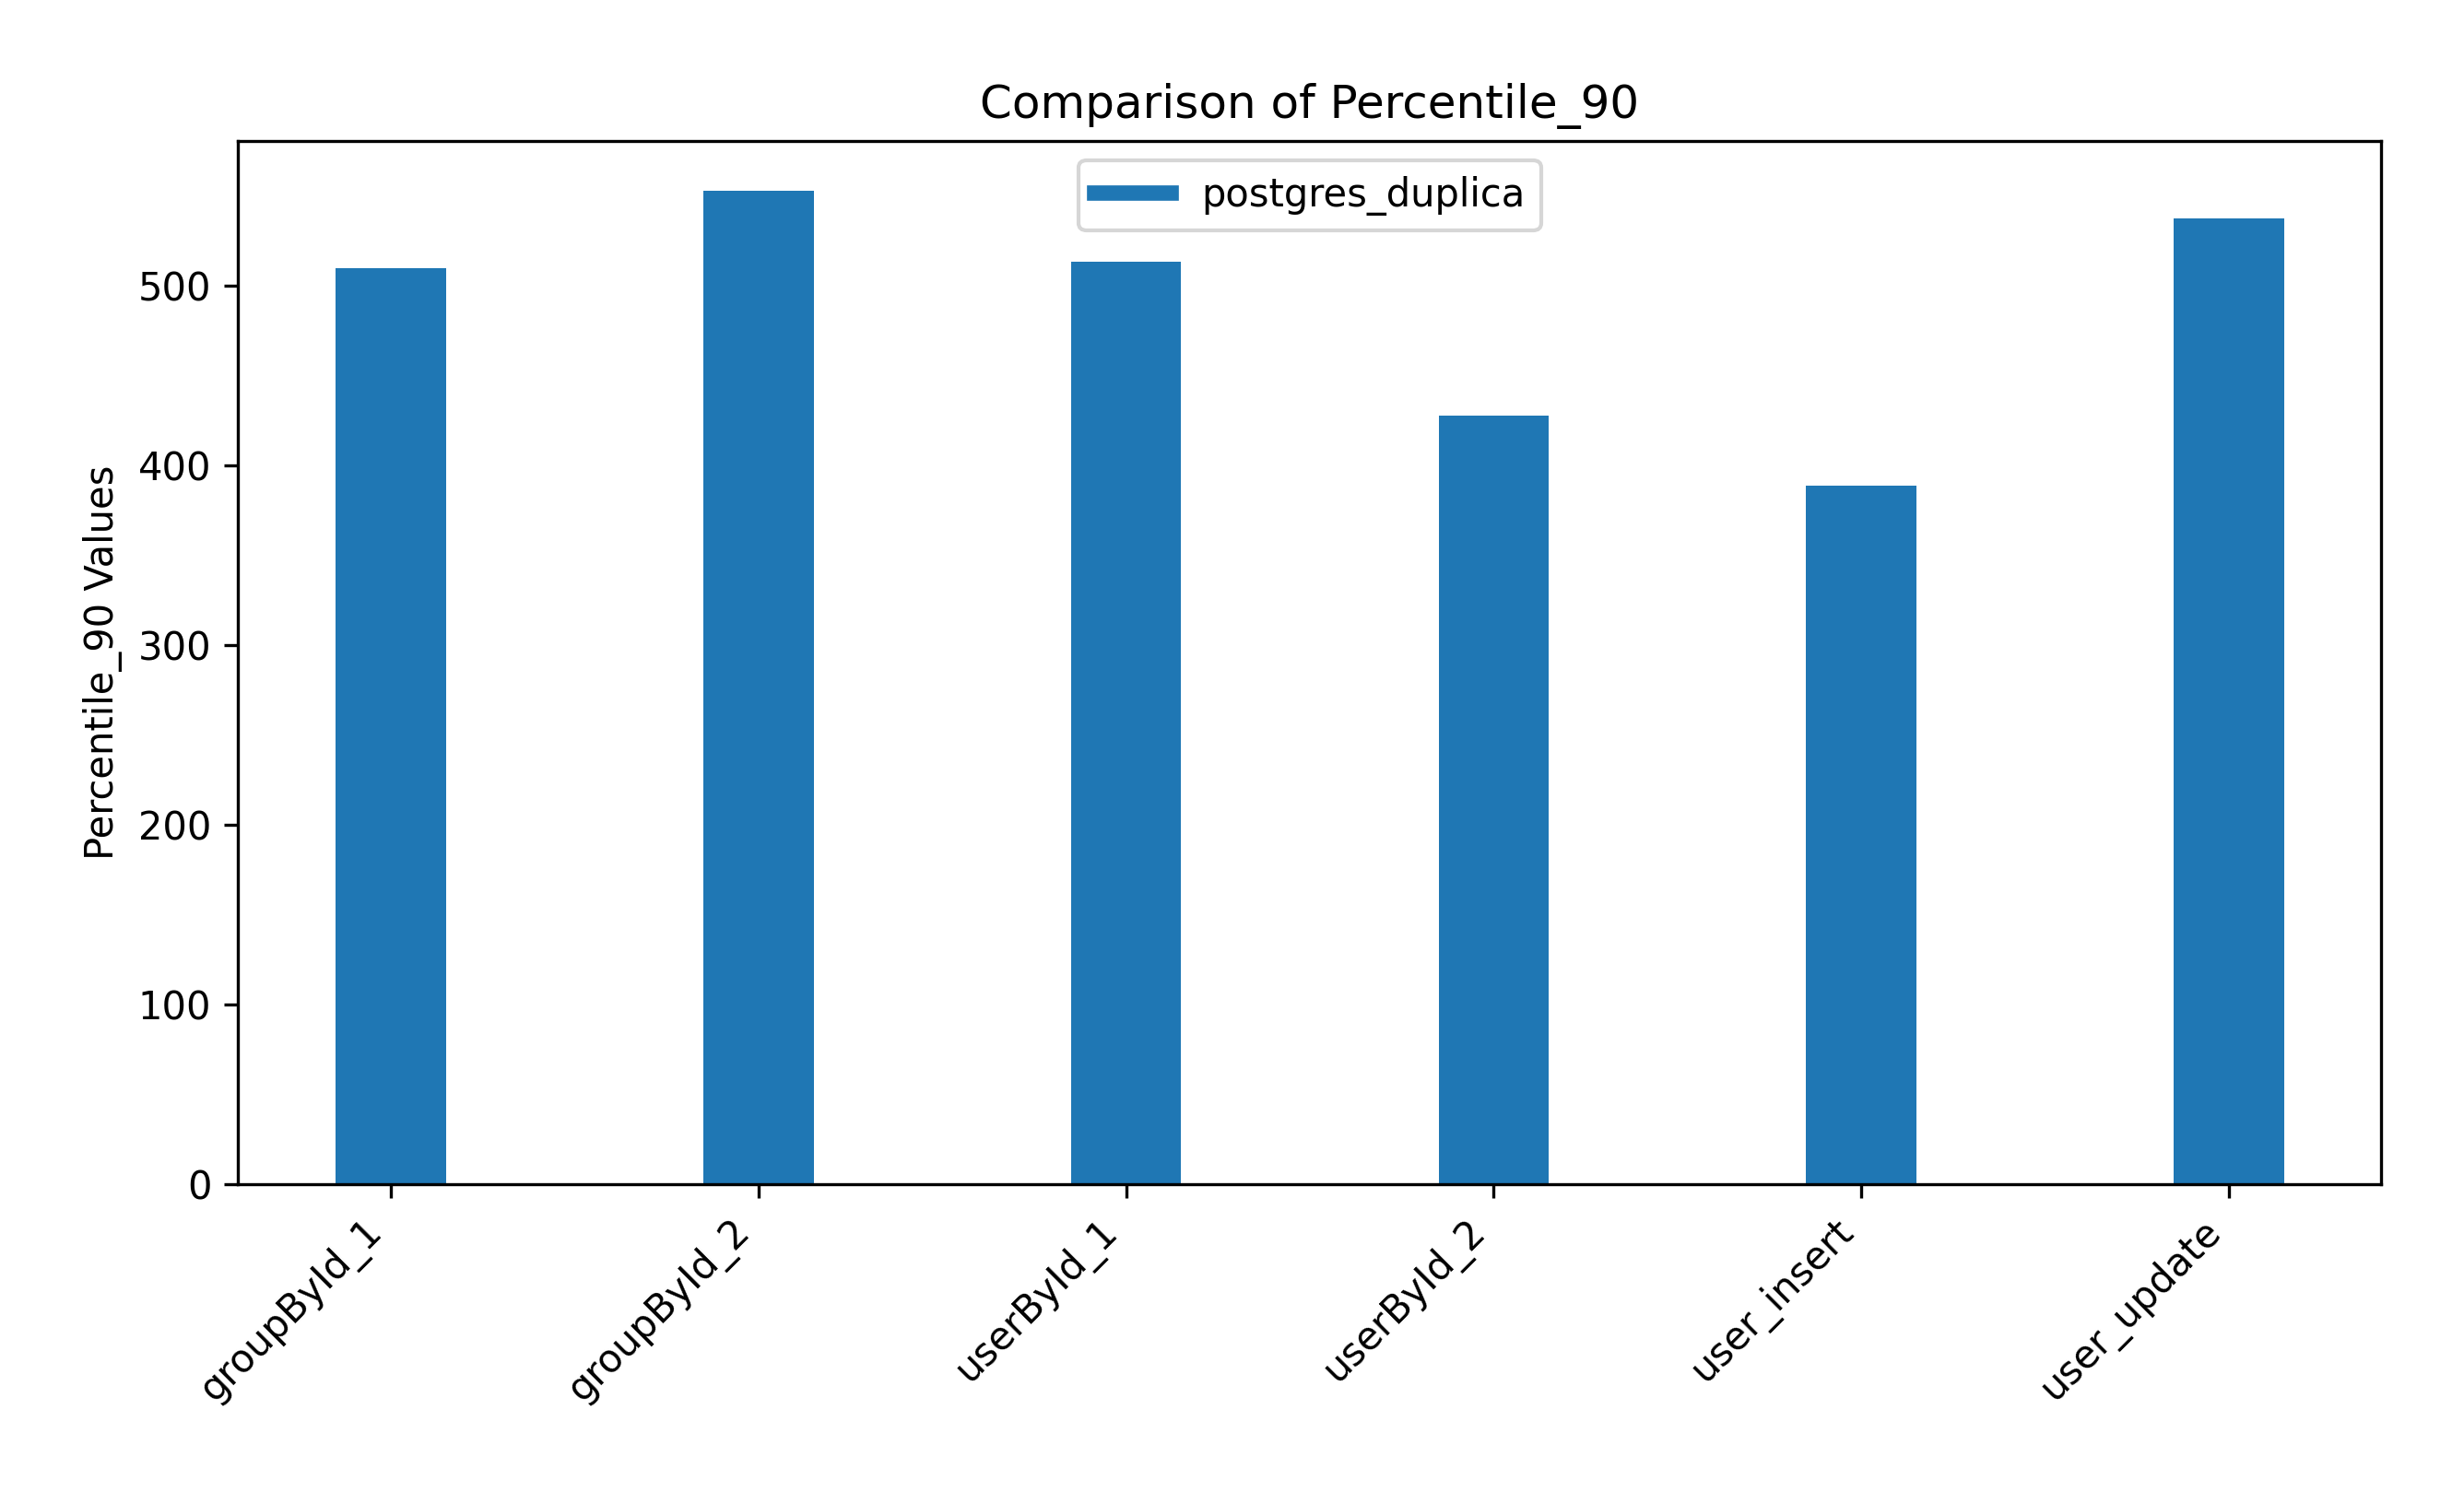 Comparison of Percentile_90
postgres_duplica
Percentile_90 Values
500
400
300
200
100
0
groupById_1
groupById_2
userById_1
userById_2
user_insert
user_update